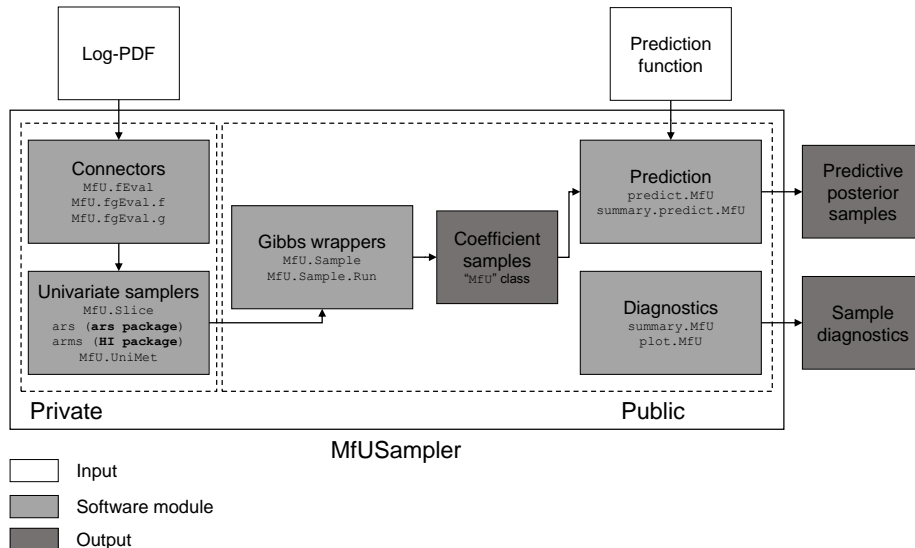 Log-PDF
Prediction
function
Connectors
MfU.fEval
MfU.fgEval.f
MfU.fgEval.g
Univariate samplers
MfU.Slice
ars (ars package)
arms (HI package)
MfU.UniMet
Private
Gibbs wrappers
MfU.Sample
MfU.Sample.Run
Coefficient
samples
"MfU" class
Prediction
predict.MfU
summary.predict.MfU
Diagnostics
summary.MfU
plot.MfU
Public
Predictive
posterior
samples
Sample
diagnostics
MfUSampler
Input
Software module
Output